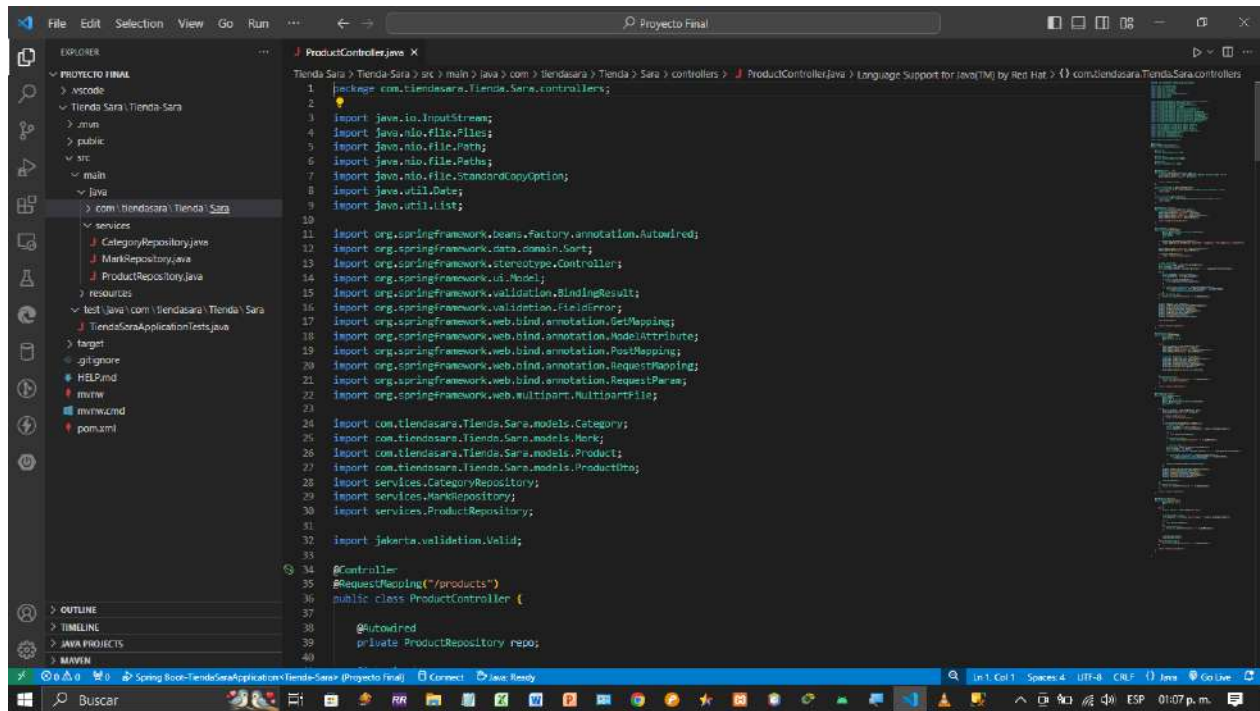 File Edit Selection View Go Run ··· Proyecto Final
EXPLORER ···
PROYECTO FINAL
.vscode
Tienda Sara\Tienda-Sara
.mvn
public
src
main
java
com\tiendasara\Tienda\Sara
services
CategoryRepository.java
MarkRepository.java
ProductRepository.java
resources
test\java\com\tiendasara\Tienda\Sara
TiendaSaraApplicationTests.java
target
.gitignore
HELP.md
mvnw
mvnw.cmd
pom.xml
OUTLINE
TIMELINE
JAVA PROJECTS
MAVEN
ProductController.java
Tienda Sara > Tienda-Sara > src > main > java > com > tiendasara > Tienda > Sara > controllers > ProductController.java > Language Support for Java(TM) by Red Hat > {} com.tiendasara.Tienda.Sara.controllers
1 package com.tiendasara.Tienda.Sara.controllers;
2
3 import java.io.InputStream;
4 import java.nio.file.Files;
5 import java.nio.file.Path;
6 import java.nio.file.Paths;
7 import java.nio.file.StandardCopyOption;
8 import java.util.Date;
9 import java.util.List;
10
11 import org.springframework.beans.factory.annotation.Autowired;
12 import org.springframework.data.domain.Sort;
13 import org.springframework.stereotype.Controller;
14 import org.springframework.ui.Model;
15 import org.springframework.validation.BindingResult;
16 import org.springframework.validation.FieldError;
17 import org.springframework.web.bind.annotation.GetMapping;
18 import org.springframework.web.bind.annotation.ModelAttribute;
19 import org.springframework.web.bind.annotation.PostMapping;
20 import org.springframework.web.bind.annotation.RequestMapping;
21 import org.springframework.web.bind.annotation.RequestParam;
22 import org.springframework.web.multipart.MultipartFile;
23
24 import com.tiendasara.Tienda.Sara.models.Category;
25 import com.tiendasara.Tienda.Sara.models.Mark;
26 import com.tiendasara.Tienda.Sara.models.Product;
27 import com.tiendasara.Tienda.Sara.models.ProductDto;
28 import services.CategoryRepository;
29 import services.MarkRepository;
30 import services.ProductRepository;
31
32 import jakarta.validation.Valid;
33
34 @Controller
35 @RequestMapping("/products")
36 public class ProductController {
37
38 @Autowired
39 private ProductRepository repo;
40
0 0 0 Spring Boot-TiendaSaraApplication<Tienda-Sara> (Proyecto Final) Connect Java: Ready Ln 1, Col 1 Spaces: 4 UTF-8 CRLF {} Java Go Live
Buscar RR ESP 01:07 p. m.